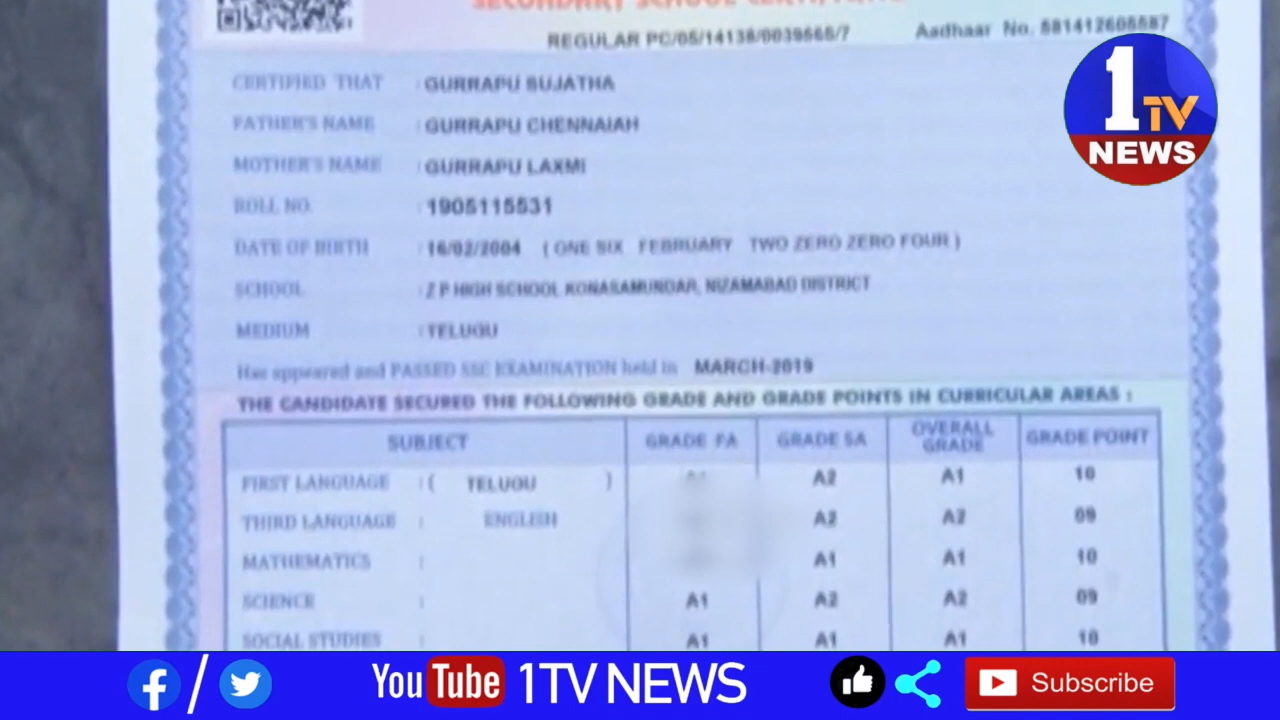 SECONDARY SCHOOL CERTIFICATE
REGULAR PC/05/14138/0039565/7 Aadhaar No.
CERTIFIED THAT : GURRAPU SUJATHA
FATHER'S NAME : GURRAPU CHENNAIAH
MOTHER'S NAME : GURRAPU LAXMI
ROLL NO. : 1905115531
DATE OF BIRTH : 16/02/2004 ( ONE SIX FEBRUARY TWO ZERO ZERO FOUR )
SCHOOL : Z P HIGH SCHOOL KONASAMUNDAR, NIZAMABAD DISTRICT
MEDIUM : TELUGU
Has appeared and PASSED SSC EXAMINATION held in MARCH-2019
THE CANDIDATE SECURED THE FOLLOWING GRADE AND GRADE POINTS IN CURRICULAR AREAS :
SUBJECT GRADE FA GRADE SA OVERALL GRADE GRADE POINT
FIRST LANGUAGE : ( TELUGU ) A2 A1 10
THIRD LANGUAGE : ENGLISH A2 A2 09
MATHEMATICS : A1 A1 10
SCIENCE : A1 A2 A2 09
SOCIAL STUDIES A1 A1 A1 10
1TV
NEWS
YouTube 1TV NEWS Subscribe